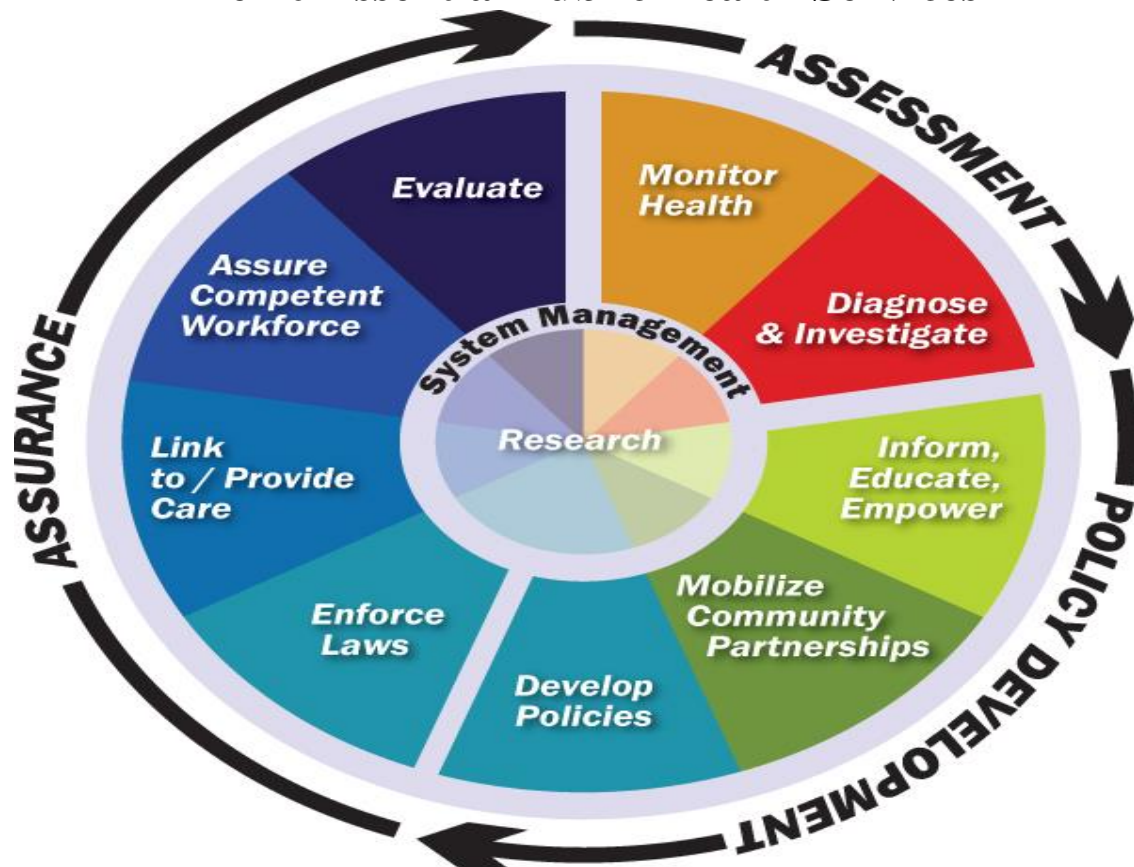 ASSESSMENT
Monitor
Health
Diagnose
& Investigate
POLICY DEVELOPMENT
Inform,
Educate,
Empower
Mobilize
Community
Partnerships
Develop
Policies
ASSURANCE
Enforce
Laws
Link
to / Provide
Care
Assure
Competent
Workforce
Evaluate
System Management
Research